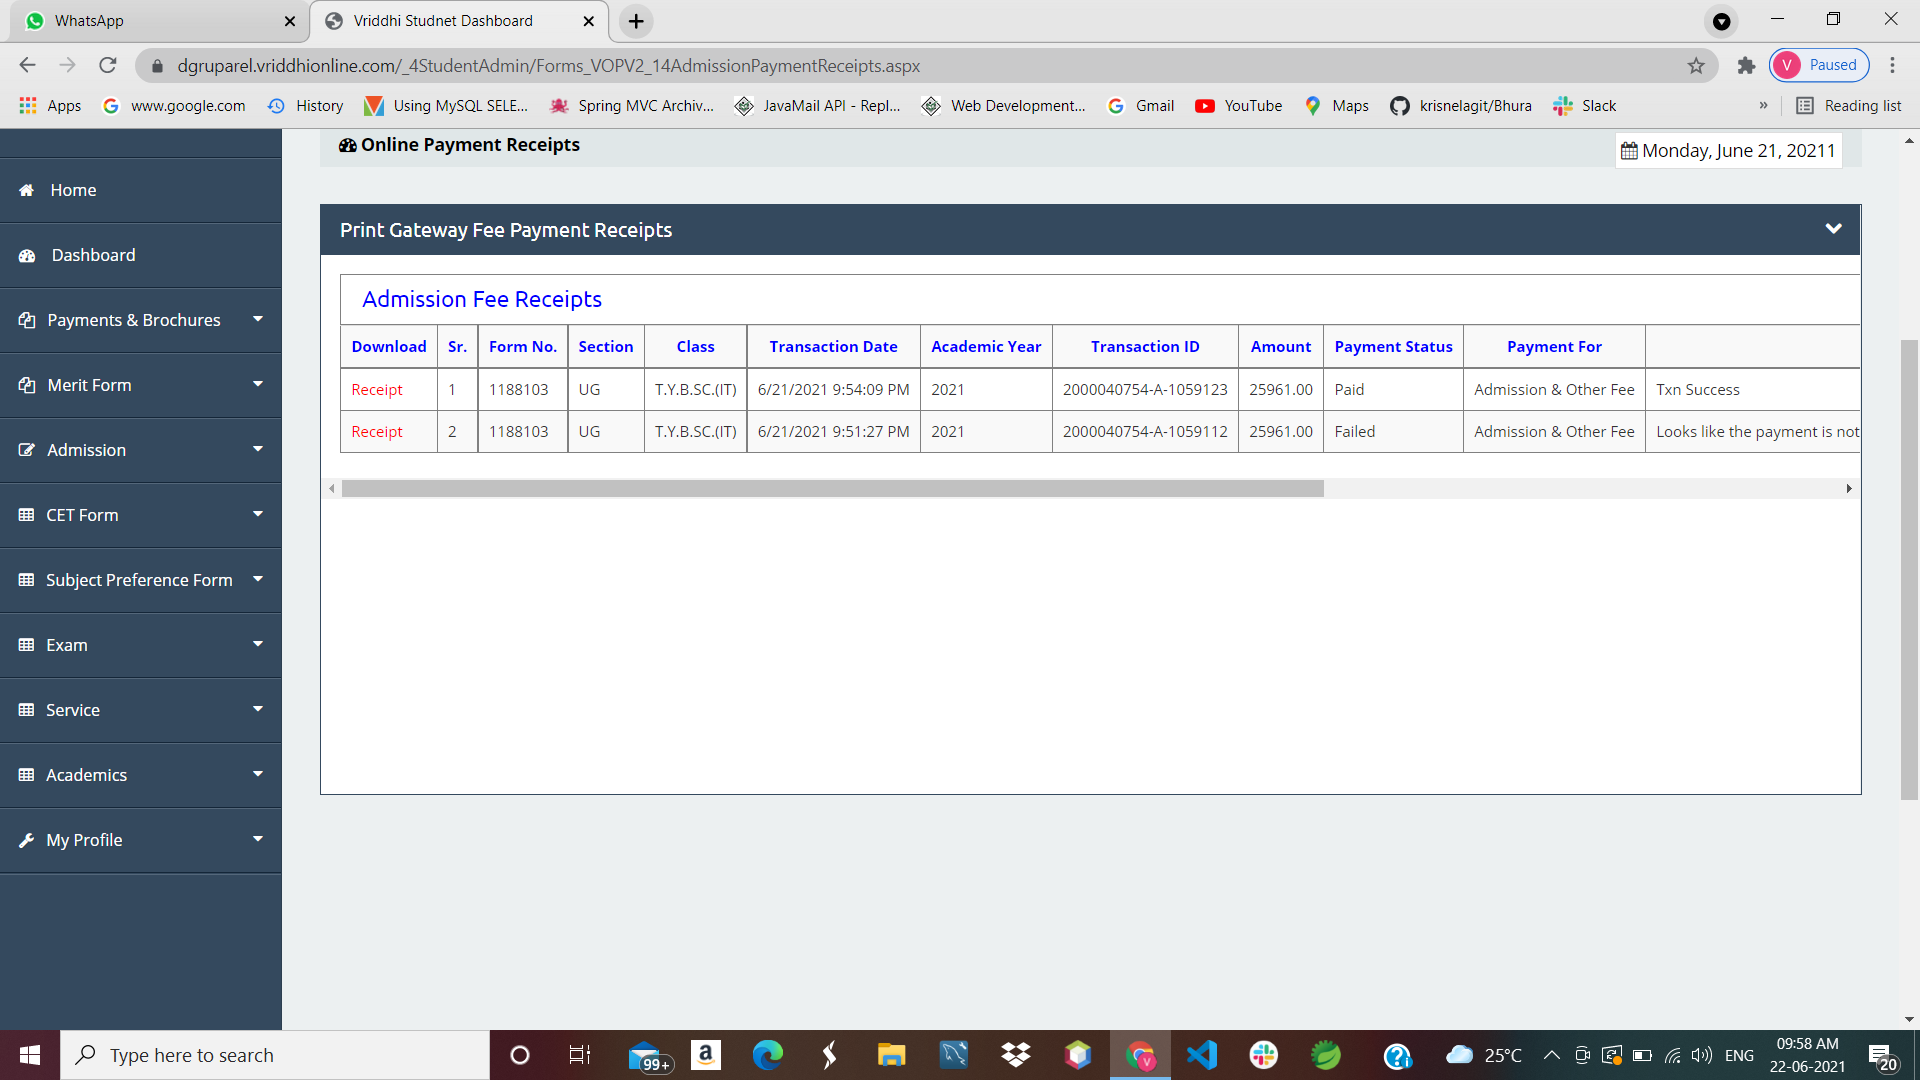 WhatsApp
Vriddhi Studnet Dashboard
dgruparel.vriddhionline.com/_4StudentAdmin/Forms_VOPV2_14AdmissionPaymentReceipts.aspx
V Paused
Apps www.google.com History Using MySQL SELE... Spring MVC Archiv... JavaMail API - Repl... Web Development... Gmail YouTube Maps krisnelagit/Bhura Slack » Reading list
Online Payment Receipts
Monday, June 21, 20211
Home
Dashboard
Payments & Brochures
Merit Form
Admission
CET Form
Subject Preference Form
Exam
Service
Academics
My Profile
Print Gateway Fee Payment Receipts
Admission Fee Receipts
Download Sr. Form No. Section Class Transaction Date Academic Year Transaction ID Amount Payment Status Payment For
Receipt 1 1188103 UG T.Y.B.SC.(IT) 6/21/2021 9:54:09 PM 2021 2000040754-A-1059123 25961.00 Paid Admission & Other Fee Txn Success
Receipt 2 1188103 UG T.Y.B.SC.(IT) 6/21/2021 9:51:27 PM 2021 2000040754-A-1059112 25961.00 Failed Admission & Other Fee Looks like the payment is not
Type here to search
99+
a
V
25°C
ENG
09:58 AM
22-06-2021
20